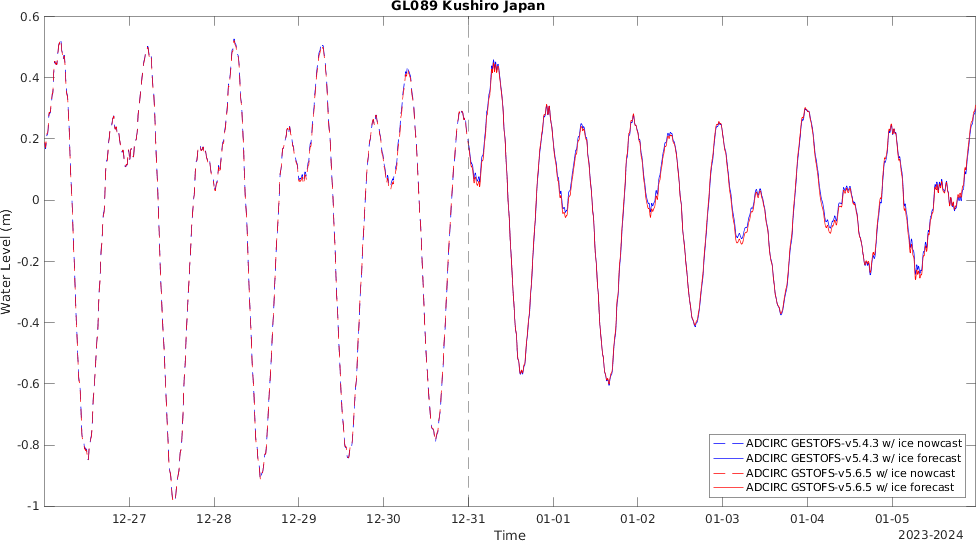 GL089 Kushiro Japan
0.6
0.4
0.2
0
-0.2
-0.4
-0.6
-0.8
-1
Water Level (m)
12-27
12-28
12-29
12-30
12-31
01-01
01-02
01-03
01-04
01-05
Time
2023-2024
ADCIRC GESTOFS-v5.4.3 w/ ice nowcast
ADCIRC GESTOFS-v5.4.3 w/ ice forecast
ADCIRC GSTOFS-v5.6.5 w/ ice nowcast
ADCIRC GSTOFS-v5.6.5 w/ ice forecast